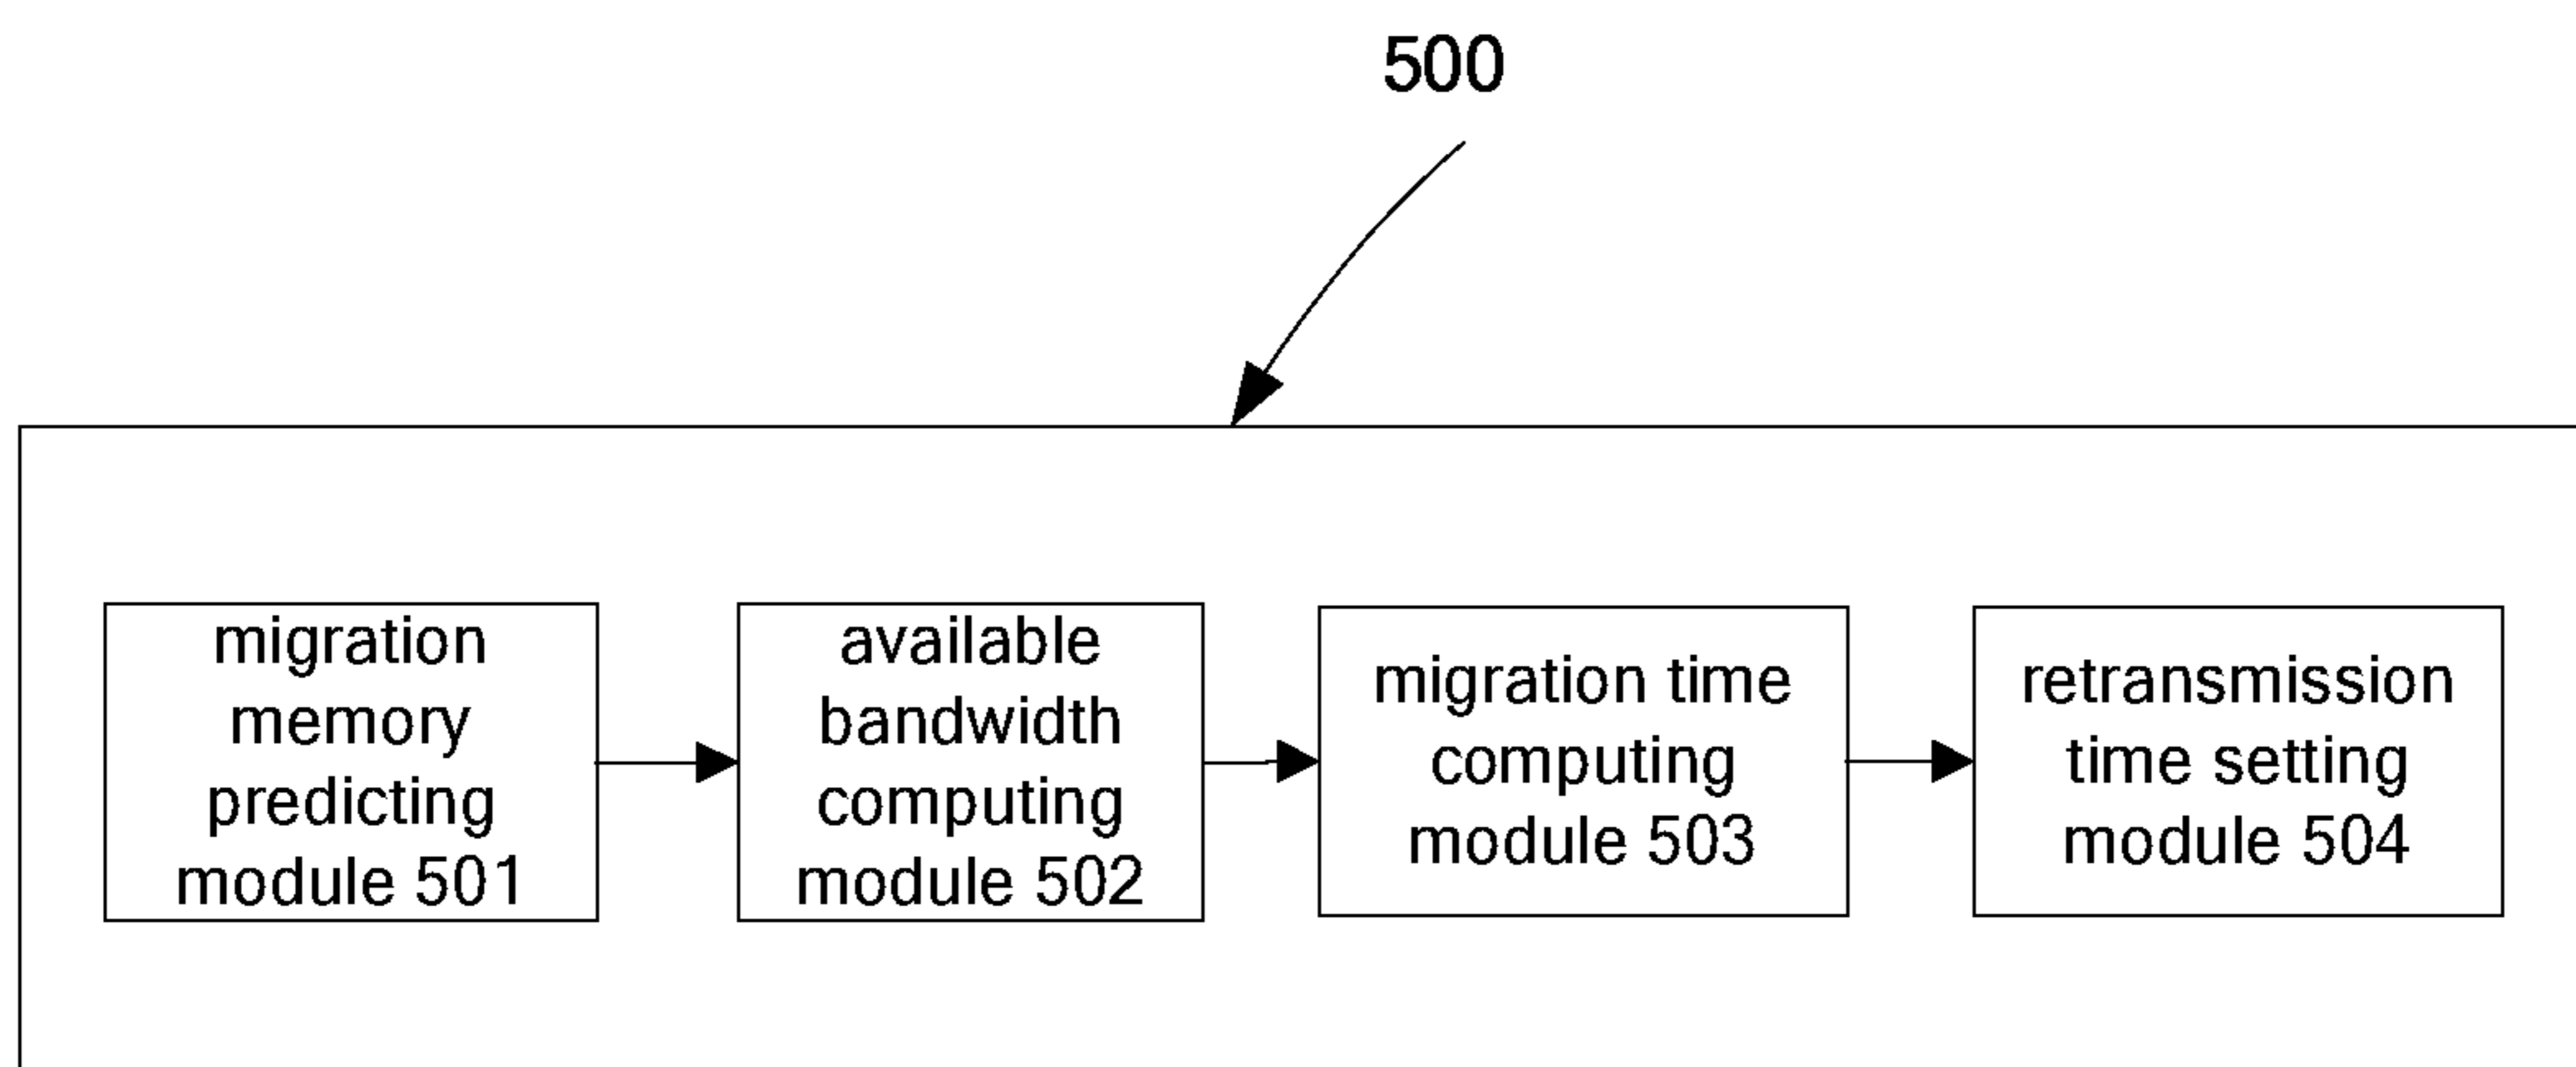 500
migration
memory
predicting
module 501
available
bandwidth
computing
module 502
migration time
computing
module 503
retransmission
time setting
module 504